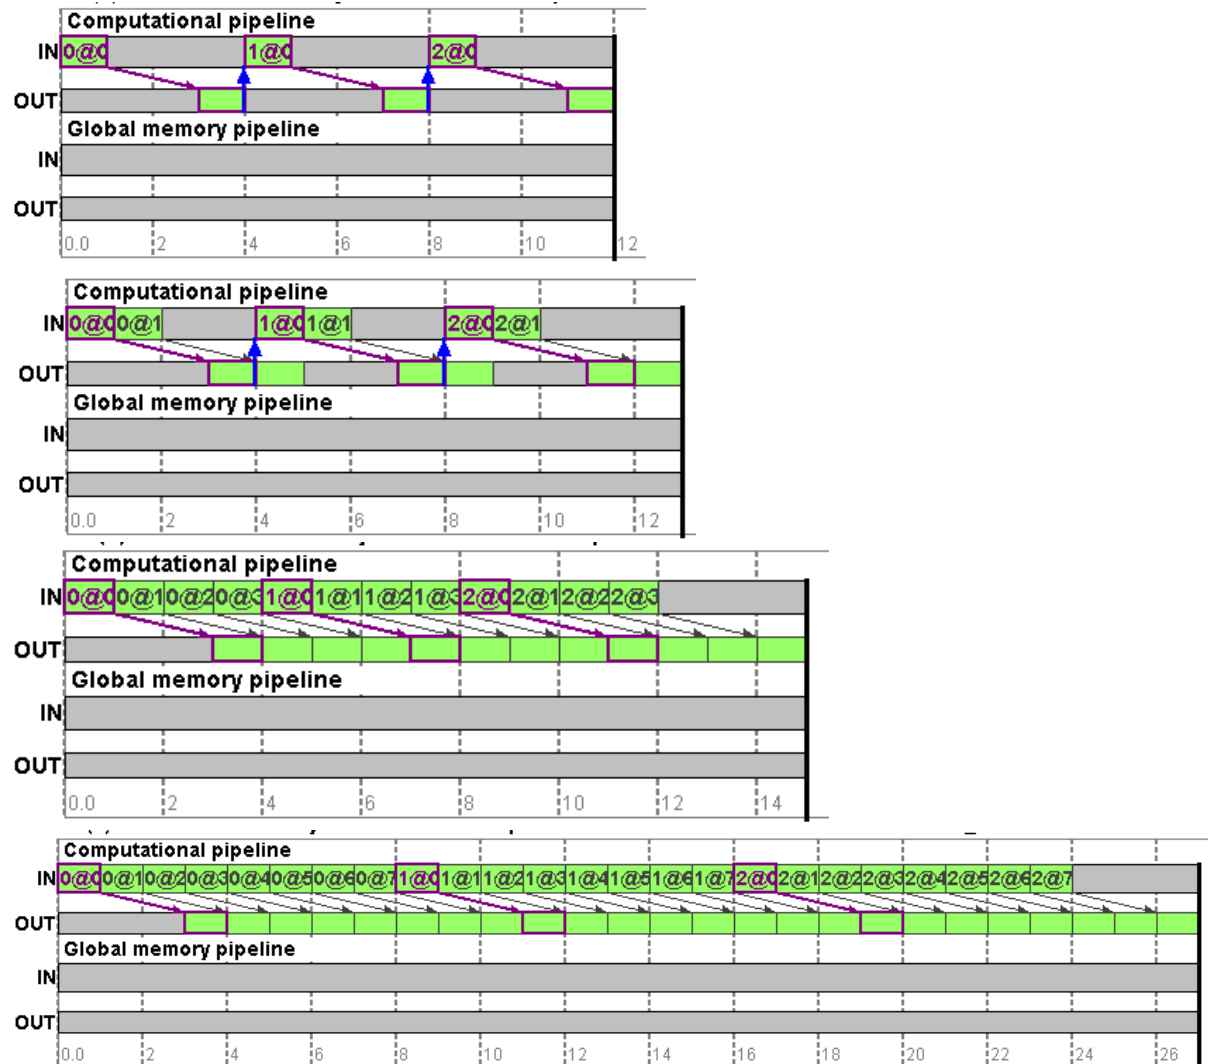 Computational pipeline
IN 0@0 1@0 2@0
OUT
Global memory pipeline
IN
OUT
0.0 2 4 6 8 10 12
Computational pipeline
IN 0@0 0@1 1@0 1@1 2@0 2@1
OUT
Global memory pipeline
IN
OUT
0.0 2 4 6 8 10 12
Computational pipeline
IN 0@0 0@1 0@2 0@3 1@0 1@1 1@2 1@3 2@0 2@1 2@2 2@3
OUT
Global memory pipeline
IN
OUT
0.0 2 4 6 8 10 12 14
Computational pipeline
IN 0@0 0@1 0@2 0@3 0@4 0@5 0@6 0@7 1@0 1@1 1@2 1@3 1@4 1@5 1@6 1@7 2@0 2@1 2@2 2@3 2@4 2@5 2@6 2@7
OUT
Global memory pipeline
IN
OUT
0.0 2 4 6 8 10 12 14 16 18 20 22 24 26